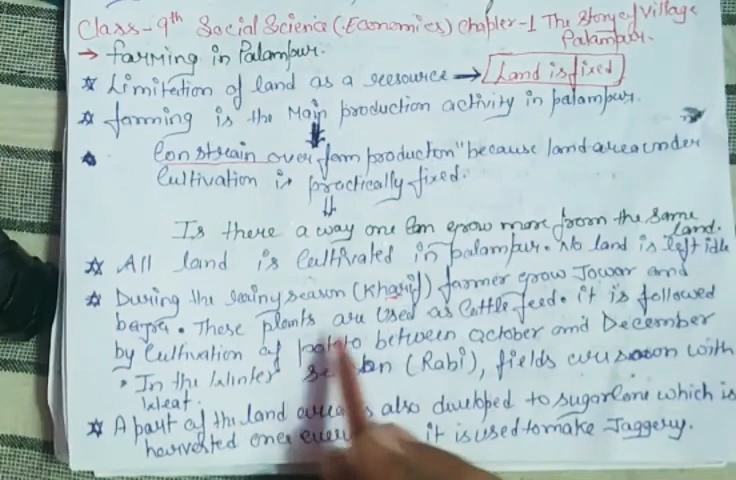 Class-9th Social Science (Economics) Chapter-1 The Story of Village
Palampur.
→ farming in Palampur.
☆ Limitation of land as a resource → Land is fixed
☆ farming is the Main production activity in palampur.
Constrain over farm production" because land area under
Cultivation is practically fixed.
Is there a way one can grow more from the same
land.
☆ All land is Cultivated in palampur. No land is left idle
☆ During the rainy season (Kharif) farmer grow Jowar and
bajra. These plants are used as Cattle feed. it is followed
by Cultivation of potato between October and December
• In the Winter (Rabi), fields with
Wheat.
☆ A part of the land area also to sugarcane which is
harvested once every it is used to make Jaggery.